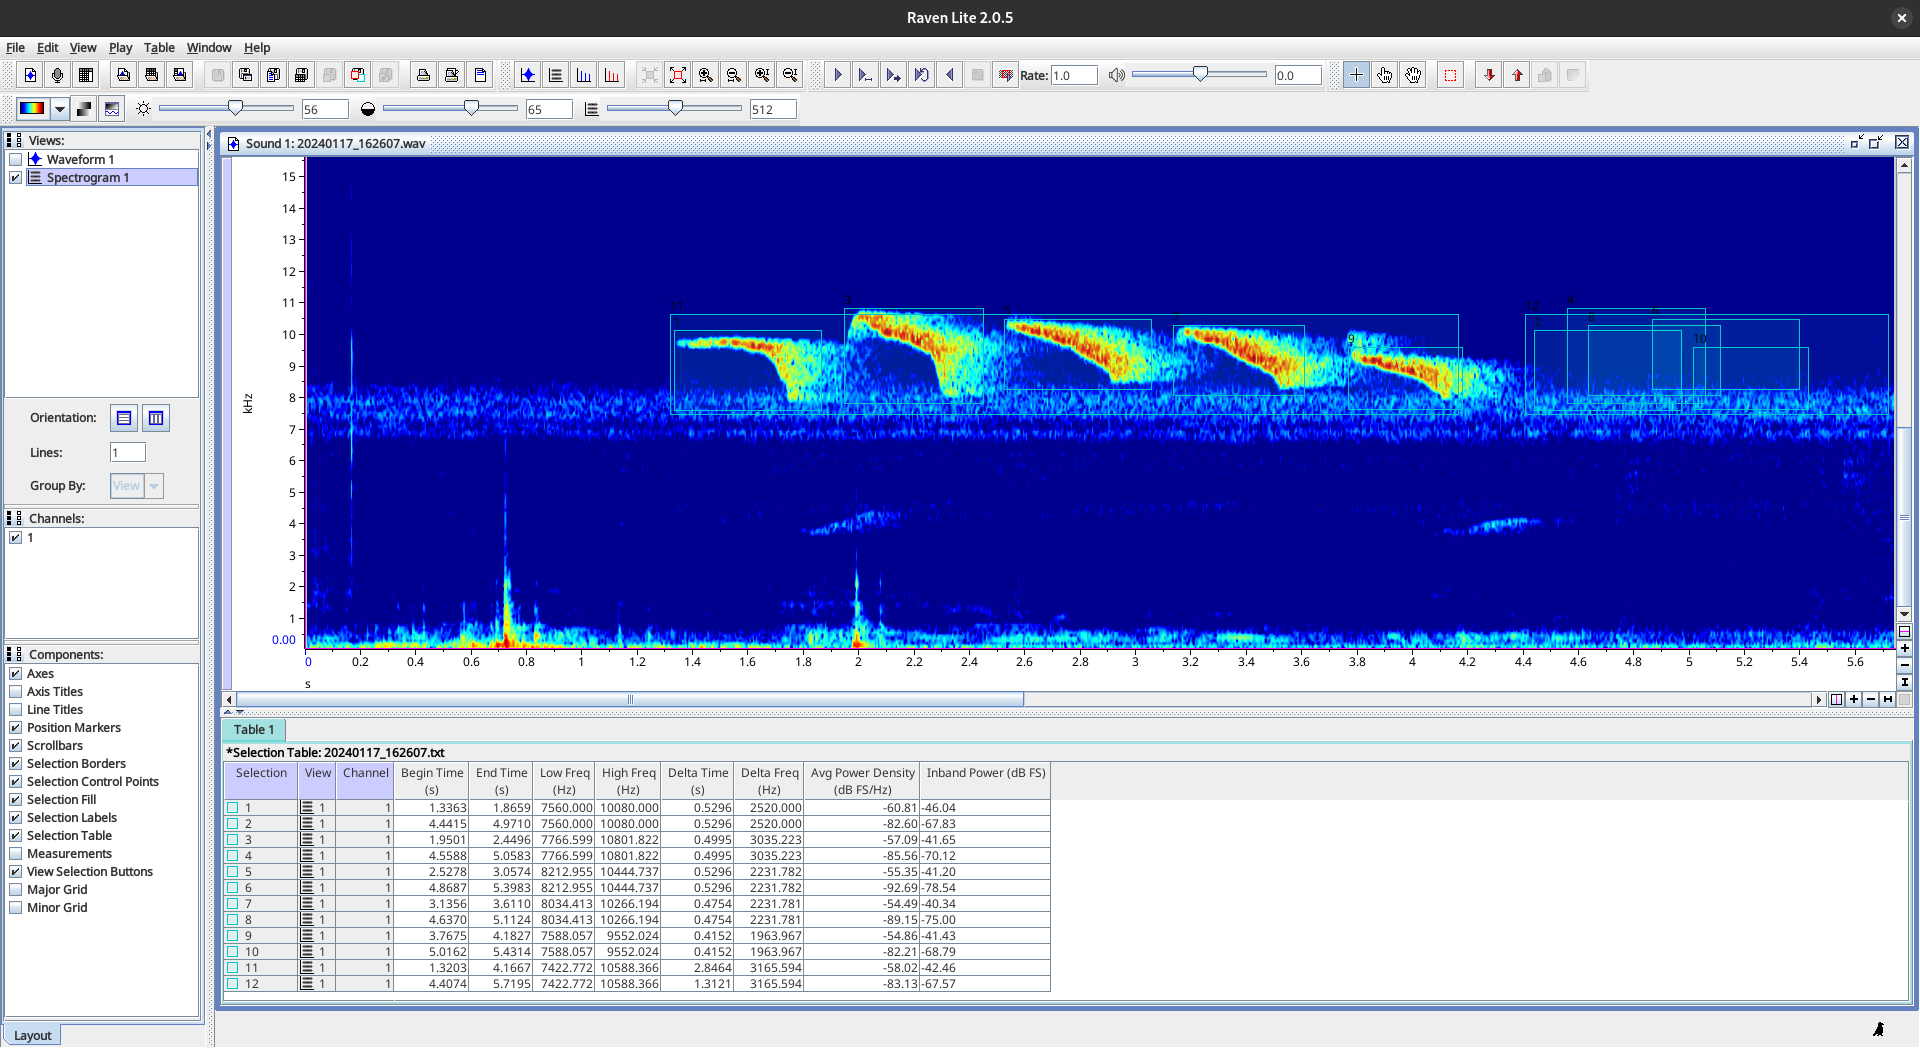 Raven Lite 2.0.5
File Edit View Play Table Window Help
Rate: 1.0 0.0
56 65 512
Views:
Waveform 1
Spectrogram 1
Orientation:
Lines: 1
Group By: View
Channels:
1
Components:
Axes
Axis Titles
Line Titles
Position Markers
Scrollbars
Selection Borders
Selection Control Points
Selection Fill
Selection Labels
Selection Table
Measurements
View Selection Buttons
Major Grid
Minor Grid
Layout
Sound 1: 20240117_162607.wav
15
14
13
12
11
10
9
8
7
6
5
4
3
2
1
0.00
kHz
0 0.2 0.4 0.6 0.8 1 1.2 1.4 1.6 1.8 2 2.2 2.4 2.6 2.8 3 3.2 3.4 3.6 3.8 4 4.2 4.4 4.6 4.8 5 5.2 5.4 5.6
s
11
9
12
4
10
Table 1
*Selection Table: 20240117_162607.txt
Selection View Channel Begin Time (s) End Time (s) Low Freq (Hz) High Freq (Hz) Delta Time (s) Delta Freq (Hz) Avg Power Density (dB FS/Hz) Inband Power (dB FS)
1 1 1 1.3363 1.8659 7560.000 10080.000 0.5296 2520.000 -60.81 -46.04
2 1 1 4.4415 4.9710 7560.000 10080.000 0.5296 2520.000 -82.60 -67.83
3 1 1 1.9501 2.4496 7766.599 10801.822 0.4995 3035.223 -57.09 -41.65
4 1 1 4.5588 5.0583 7766.599 10801.822 0.4995 3035.223 -85.56 -70.12
5 1 1 2.5278 3.0574 8212.955 10444.737 0.5296 2231.782 -55.35 -41.20
6 1 1 4.8687 5.3983 8212.955 10444.737 0.5296 2231.782 -92.69 -78.54
7 1 1 3.1356 3.6110 8034.413 10266.194 0.4754 2231.781 -54.49 -40.34
8 1 1 4.6370 5.1124 8034.413 10266.194 0.4754 2231.781 -89.15 -75.00
9 1 1 3.7675 4.1827 7588.057 9552.024 0.4152 1963.967 -54.86 -41.43
10 1 1 5.0162 5.4314 7588.057 9552.024 0.4152 1963.967 -82.21 -68.79
11 1 1 1.3203 4.1667 7422.772 10588.366 2.8464 3165.594 -58.02 -42.46
12 1 1 4.4074 5.7195 7422.772 10588.366 1.3121 3165.594 -83.13 -67.57